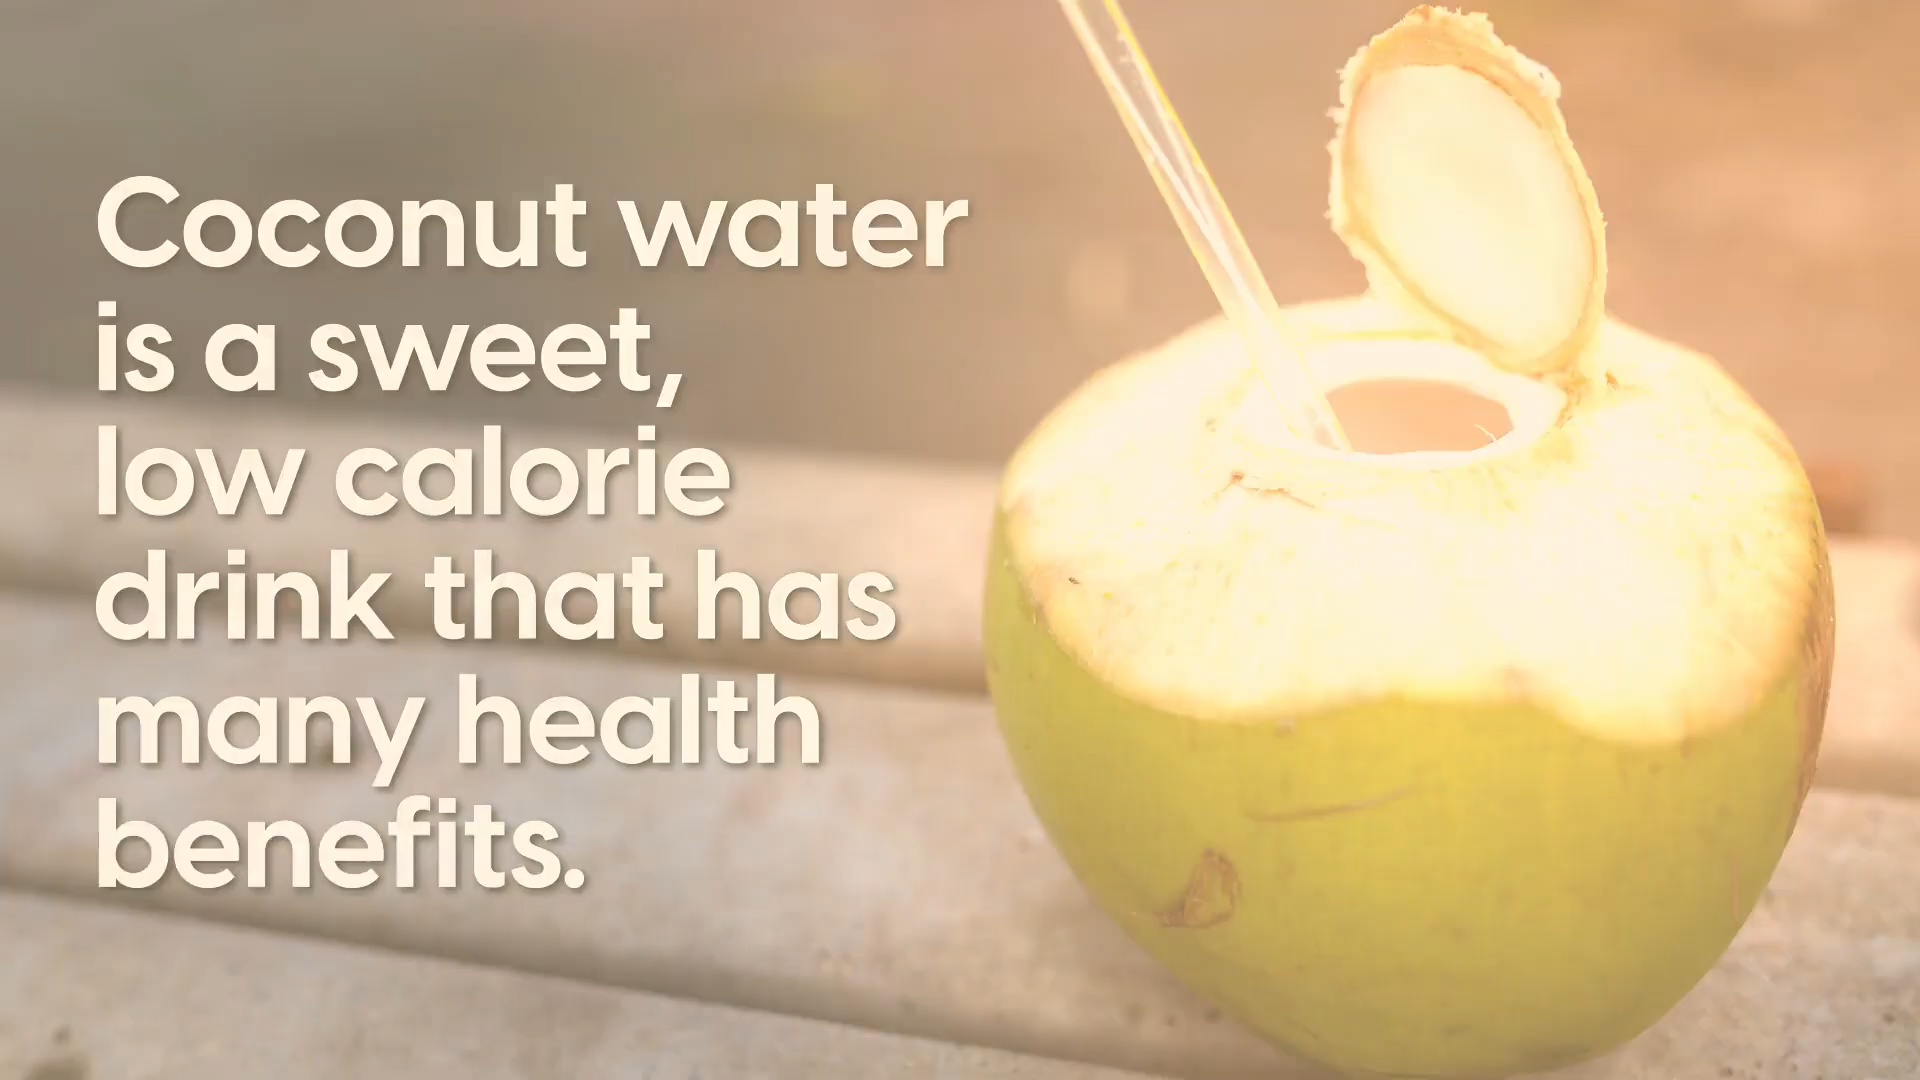 Coconut water
is a sweet,
low calorie
drink that has
many health
benefits.